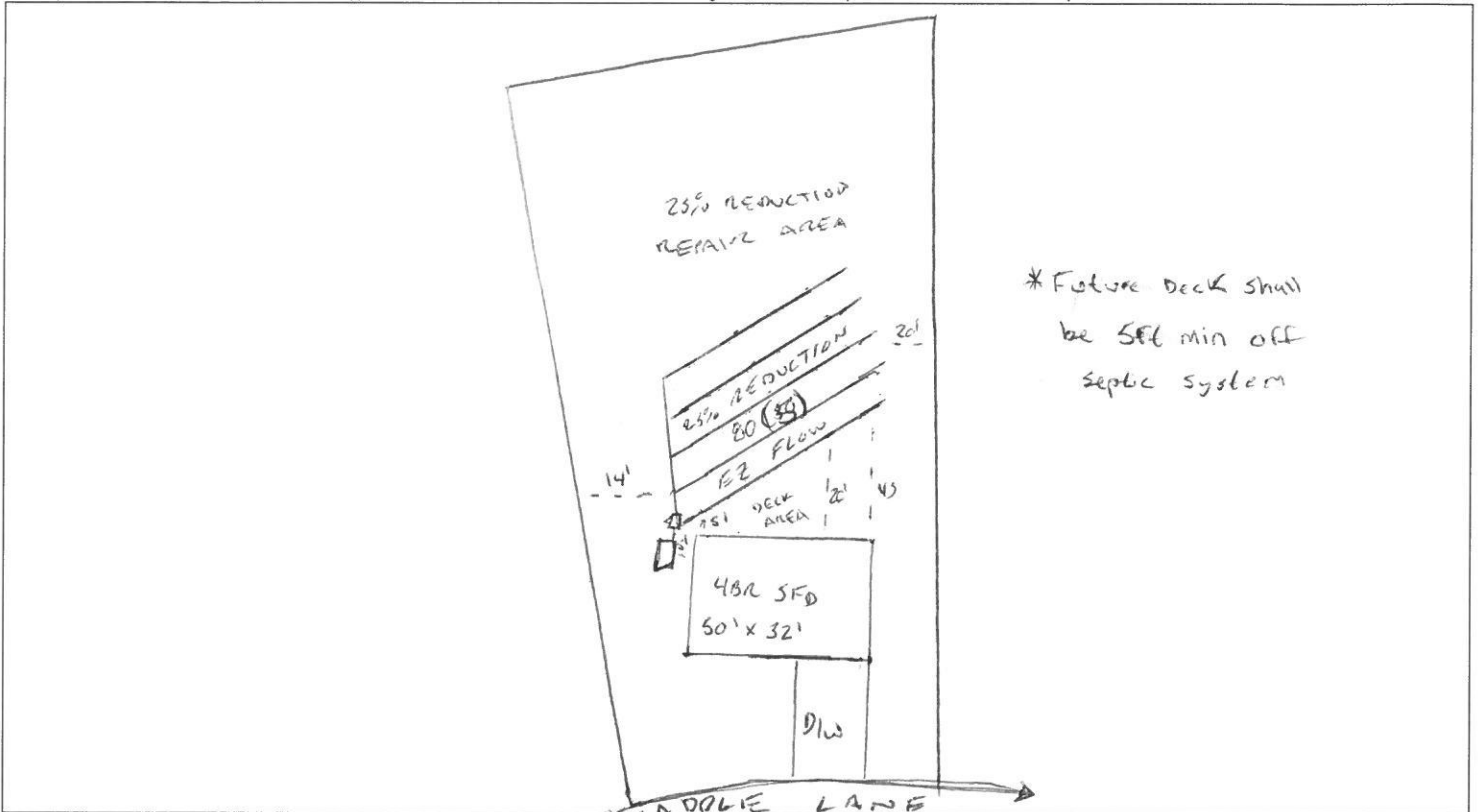 25% REDUCTION
REPAIR AREA
* Future Deck shall
be 5ft min off
septic system
20'
25% REDUCTION
80
EZ FLOW
14'
DECK
AREA
20'
45
15'
4BR SFD
50' x 32'
D/W
LANE